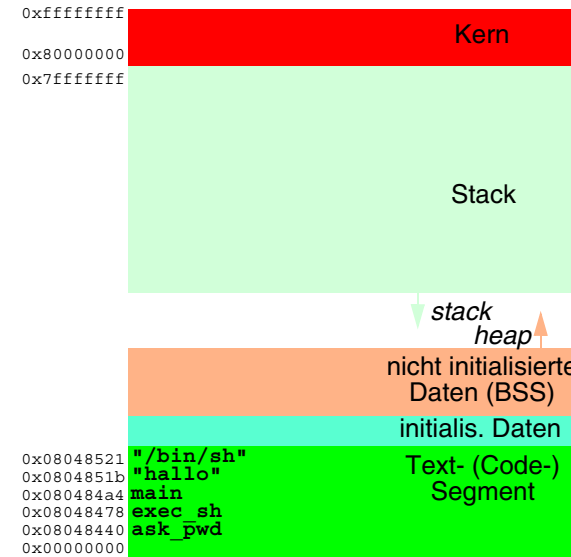 0xffffffff
Kern
0x80000000
0x7fffffff
Stack
stack
heap
nicht initialisierte
Daten (BSS)
initialis. Daten
0x08048521 "/bin/sh"
0x0804851b "hallo"
0x080484a4 main
0x08048478 exec_sh
0x08048440 ask_pwd
0x00000000
Text- (Code-)
Segment